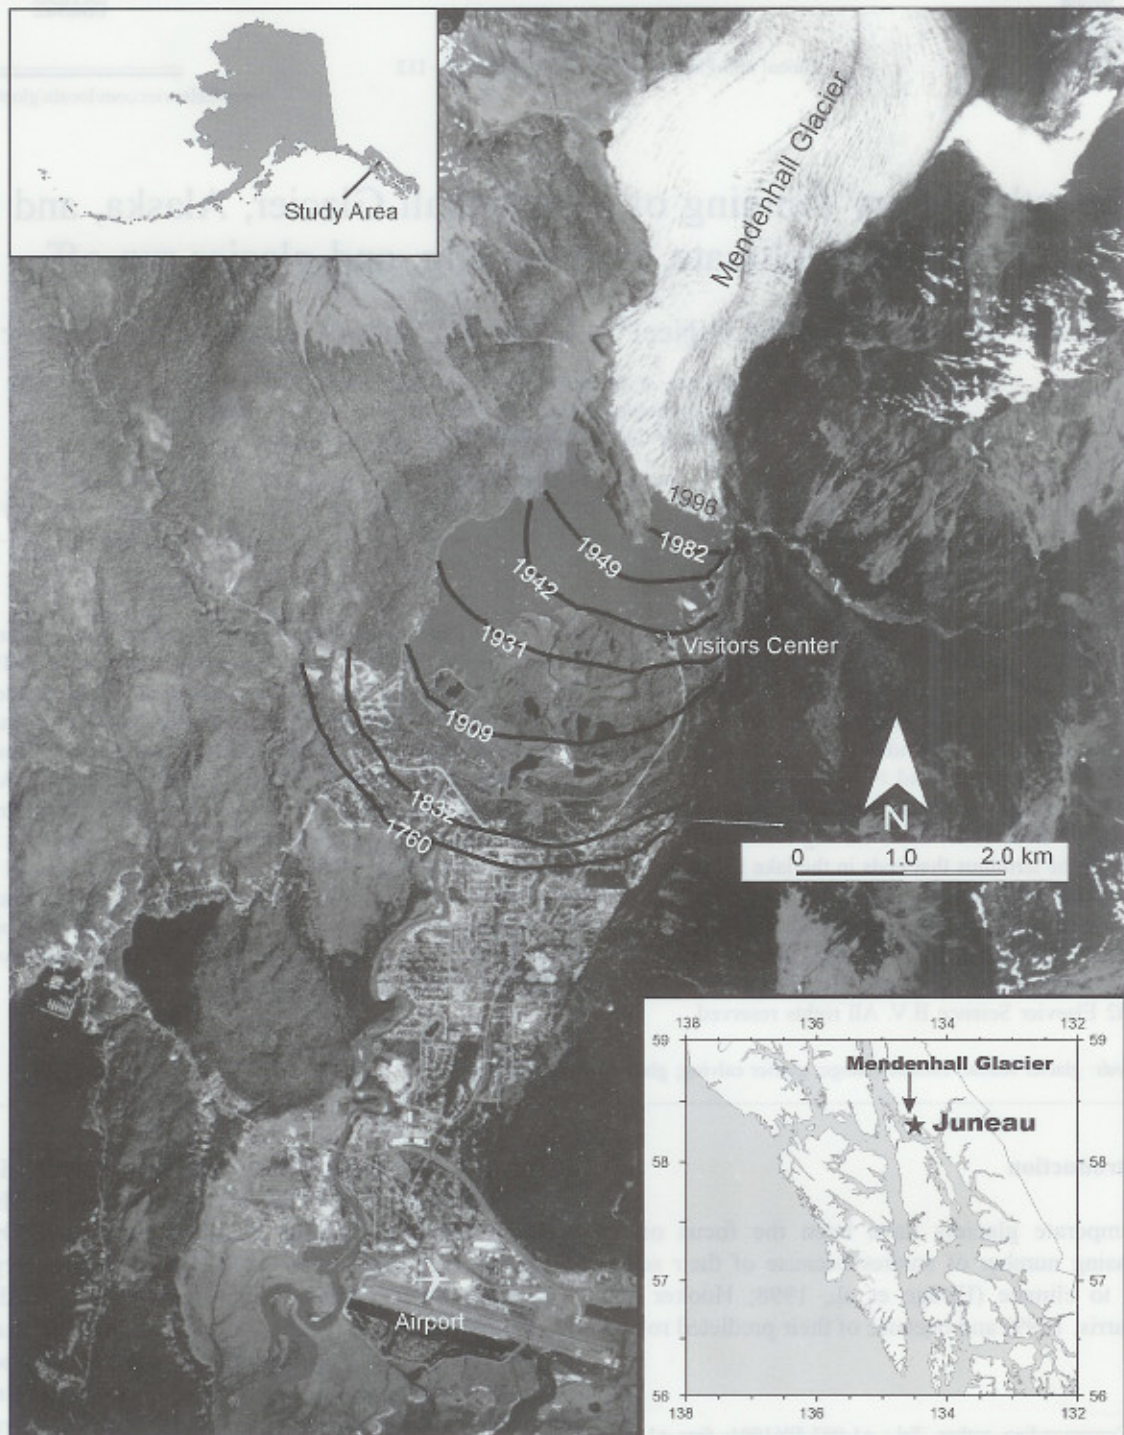 Study Area
Mendenhall Glacier
1996
1982
1949
1942
1931
Visitors Center
1909
1832
1760
N
0 1.0 2.0 km
Airport
138 136 134 132
59 59
Mendenhall Glacier
Juneau
58 58
57 57
56 56
138 136 134 132